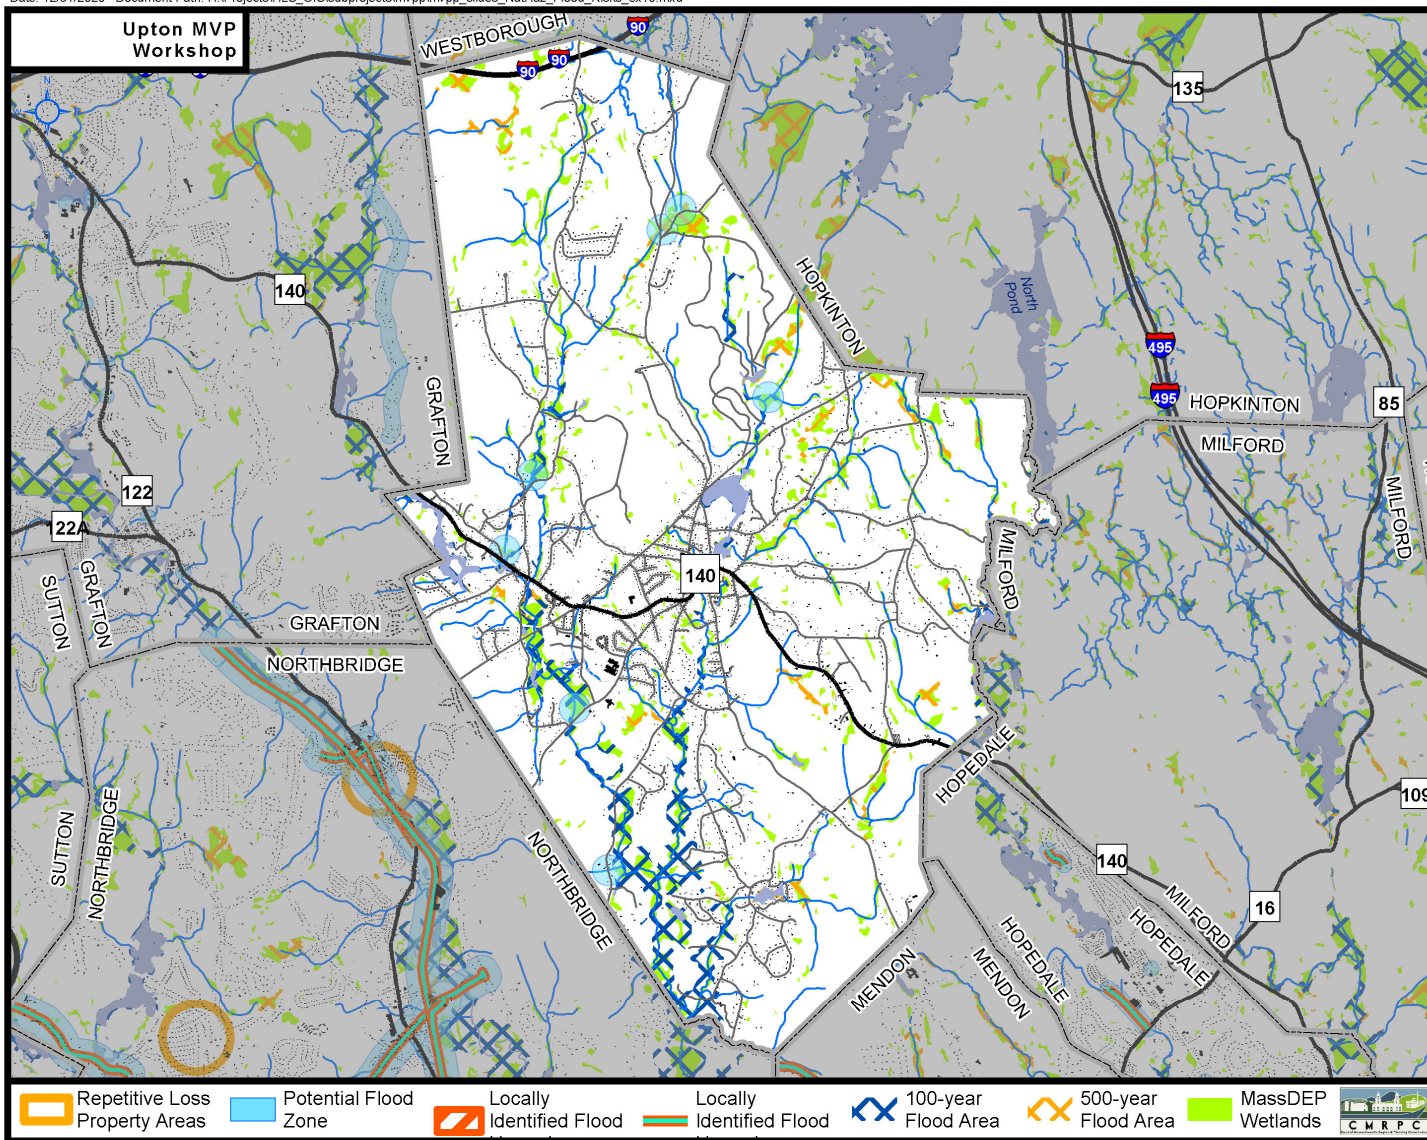 Upton MVP
Workshop
WESTBOROUGH
90
90
90
135
140
HOPKINTON
North
Pond
495
495
HOPKINTON
85
MILFORD
MILFORD
GRAFTON
122
122A
SUTTON
GRAFTON
GRAFTON
NORTHBRIDGE
140
MILFORD
HOPEDALE
SUTTON
NORTHBRIDGE
NORTHBRIDGE
109
140
16
MILFORD
HOPEDALE
HOPEDALE
MENDON
MENDON
Repetitive Loss
Property Areas
Potential Flood
Zone
Locally
Identified Flood
Locally
Identified Flood
100-year
Flood Area
500-year
Flood Area
MassDEP
Wetlands
CMRPC